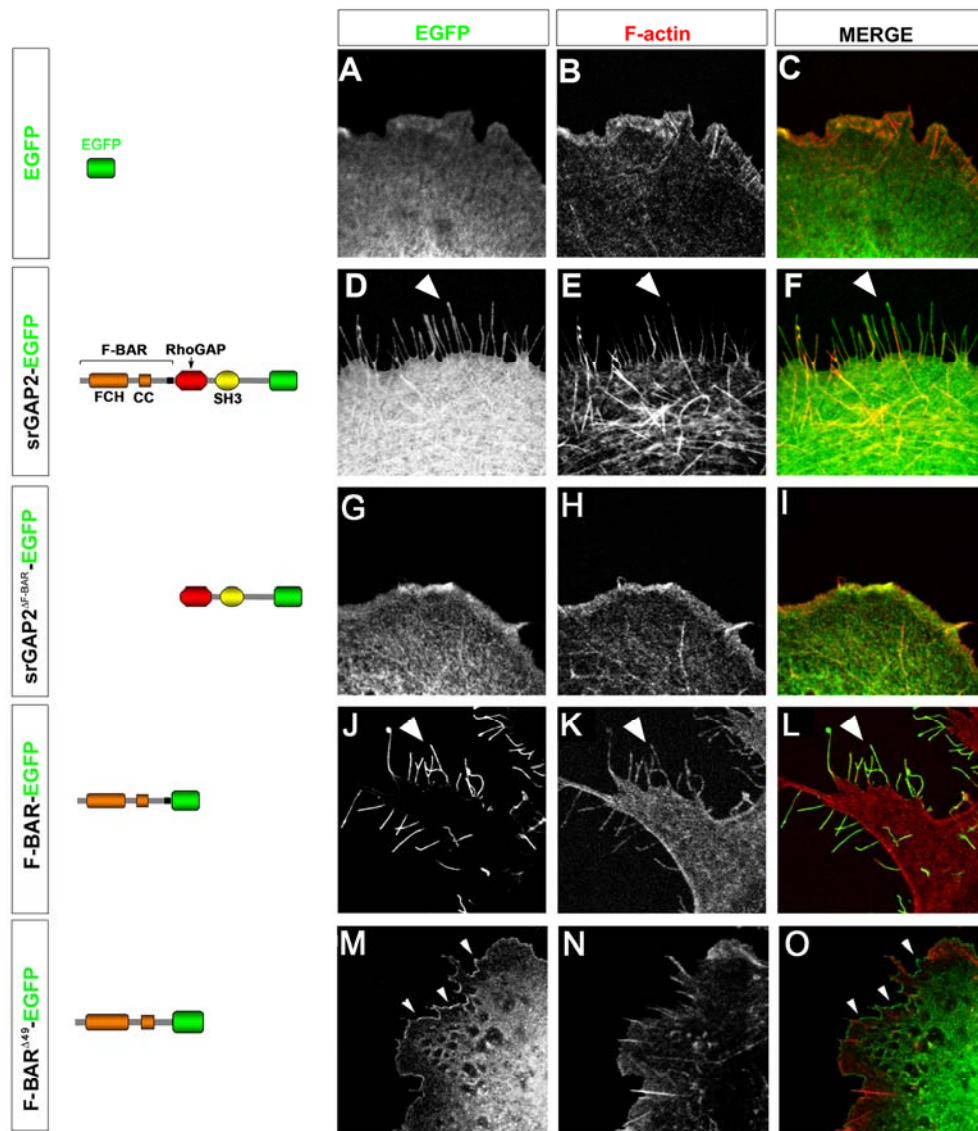 EGFP F-actin MERGE
EGFP
EGFP
A B C
srGAP2-EGFP
F-BAR
RhoGAP
FCH CC SH3
D E F
srGAP2ΔF-BAR-EGFP
G H I
F-BAR-EGFP
J K L
F-BARΔ49-EGFP
M N O